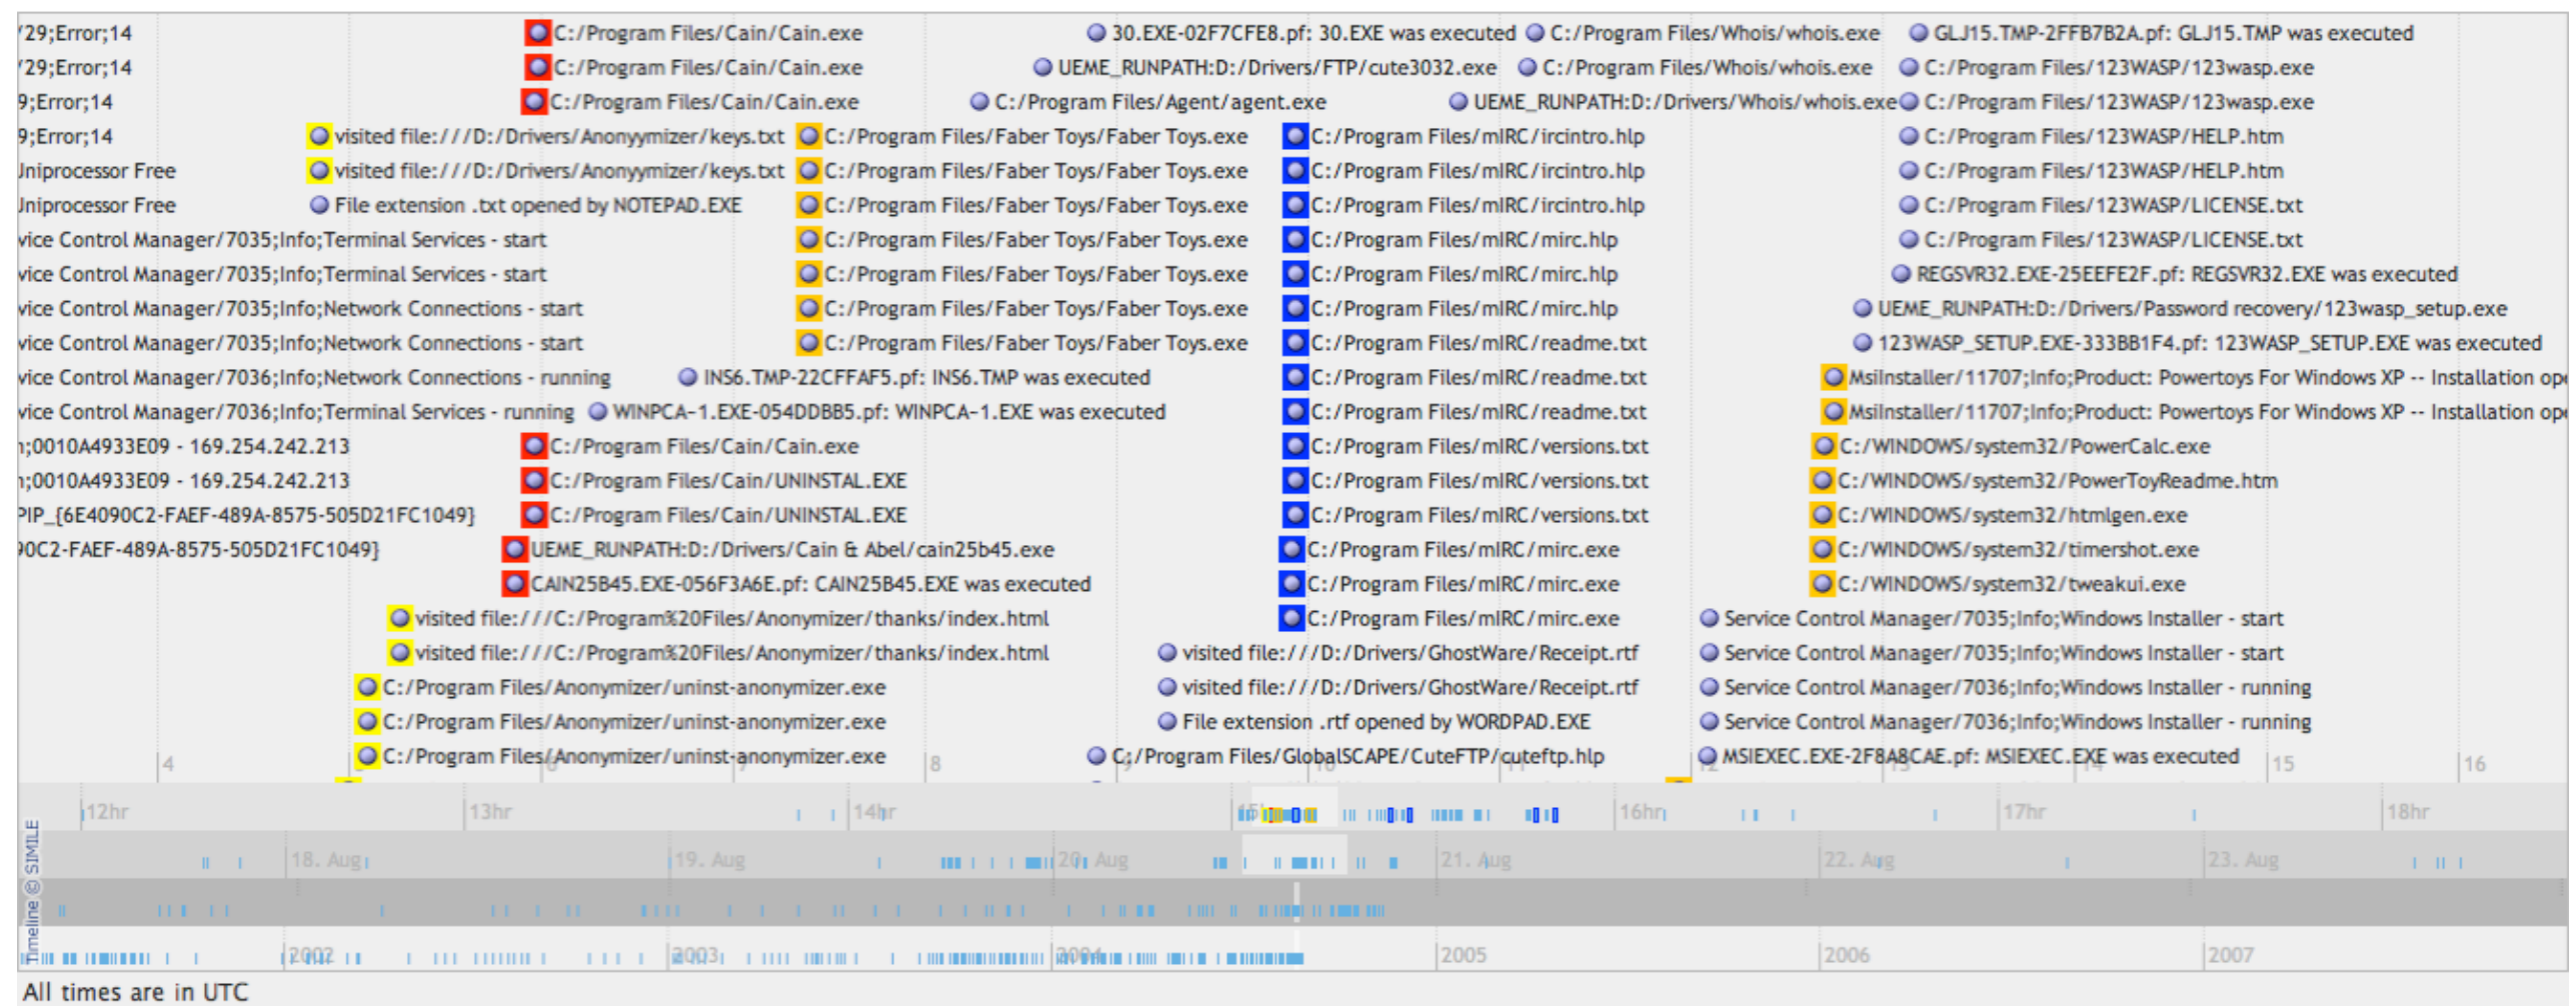 /29;Error;14 C:/Program Files/Cain/Cain.exe 30.EXE-02F7CFE8.pf: 30.EXE was executed C:/Program Files/Whois/whois.exe GLJ15.TMP-2FFB7B2A.pf: GLJ15.TMP was executed
/29;Error;14 C:/Program Files/Cain/Cain.exe UEME_RUNPATH:D:/Drivers/FTP/cute3032.exe C:/Program Files/Whois/whois.exe C:/Program Files/123WASP/123wasp.exe
9;Error;14 C:/Program Files/Cain/Cain.exe C:/Program Files/Agent/agent.exe UEME_RUNPATH:D:/Drivers/Whois/whois.exe C:/Program Files/123WASP/123wasp.exe
9;Error;14 visited file:///D:/Drivers/Anonyymizer/keys.txt C:/Program Files/Faber Toys/Faber Toys.exe C:/Program Files/mIRC/ircintro.hlp C:/Program Files/123WASP/HELP.htm
Uniprocessor Free visited file:///D:/Drivers/Anonyymizer/keys.txt C:/Program Files/Faber Toys/Faber Toys.exe C:/Program Files/mIRC/ircintro.hlp C:/Program Files/123WASP/HELP.htm
Uniprocessor Free File extension .txt opened by NOTEPAD.EXE C:/Program Files/Faber Toys/Faber Toys.exe C:/Program Files/mIRC/ircintro.hlp C:/Program Files/123WASP/LICENSE.txt
vice Control Manager/7035;Info;Terminal Services - start C:/Program Files/Faber Toys/Faber Toys.exe C:/Program Files/mIRC/mirc.hlp C:/Program Files/123WASP/LICENSE.txt
vice Control Manager/7035;Info;Terminal Services - start C:/Program Files/Faber Toys/Faber Toys.exe C:/Program Files/mIRC/mirc.hlp REGSVR32.EXE-25EEFE2F.pf: REGSVR32.EXE was executed
vice Control Manager/7035;Info;Network Connections - start C:/Program Files/Faber Toys/Faber Toys.exe C:/Program Files/mIRC/mirc.hlp UEME_RUNPATH:D:/Drivers/Password recovery/123wasp_setup.exe
vice Control Manager/7035;Info;Network Connections - start C:/Program Files/Faber Toys/Faber Toys.exe C:/Program Files/mIRC/readme.txt 123WASP_SETUP.EXE-333BB1F4.pf: 123WASP_SETUP.EXE was executed
vice Control Manager/7036;Info;Network Connections - running INS6.TMP-22CFFAF5.pf: INS6.TMP was executed C:/Program Files/mIRC/readme.txt MsiInstaller/11707;Info;Product: Powertoys For Windows XP -- Installation ope
vice Control Manager/7036;Info;Terminal Services - running WINPCA~1.EXE-054DDBB5.pf: WINPCA~1.EXE was executed C:/Program Files/mIRC/readme.txt MsiInstaller/11707;Info;Product: Powertoys For Windows XP -- Installation ope
n;0010A4933E09 - 169.254.242.213 C:/Program Files/Cain/Cain.exe C:/Program Files/mIRC/versions.txt C:/WINDOWS/system32/PowerCalc.exe
n;0010A4933E09 - 169.254.242.213 C:/Program Files/Cain/UNINSTAL.EXE C:/Program Files/mIRC/versions.txt C:/WINDOWS/system32/PowerToyReadme.htm
PIP_{6E4090C2-FAEF-489A-8575-505D21FC1049} C:/Program Files/Cain/UNINSTAL.EXE C:/Program Files/mIRC/versions.txt C:/WINDOWS/system32/htmlgen.exe
90C2-FAEF-489A-8575-505D21FC1049} UEME_RUNPATH:D:/Drivers/Cain & Abel/cain25b45.exe C:/Program Files/mIRC/mirc.exe C:/WINDOWS/system32/timershot.exe
CAIN25B45.EXE-056F3A6E.pf: CAIN25B45.EXE was executed C:/Program Files/mIRC/mirc.exe C:/WINDOWS/system32/tweakui.exe
visited file:///C:/Program%20Files/Anonymizer/thanks/index.html C:/Program Files/mIRC/mirc.exe Service Control Manager/7035;Info;Windows Installer - start
visited file:///C:/Program%20Files/Anonymizer/thanks/index.html visited file:///D:/Drivers/GhostWare/Receipt.rtf Service Control Manager/7035;Info;Windows Installer - start
C:/Program Files/Anonymizer/uninst-anonymizer.exe visited file:///D:/Drivers/GhostWare/Receipt.rtf Service Control Manager/7036;Info;Windows Installer - running
C:/Program Files/Anonymizer/uninst-anonymizer.exe File extension .rtf opened by WORDPAD.EXE Service Control Manager/7036;Info;Windows Installer - running
C:/Program Files/Anonymizer/uninst-anonymizer.exe C:/Program Files/GlobalSCAPE/CuteFTP/cuteftp.hlp MSIEXEC.EXE-2F8A8CAE.pf: MSIEXEC.EXE was executed
4 6 7 8 9 10 11 12 13 14 15 16
12hr 13hr 14hr 15hr 16hr 17hr 18hr
18. Aug 19. Aug 20. Aug 21. Aug 22. Aug 23. Aug
2002 2003 2004 2005 2006 2007
Timeline © SIMILE
All times are in UTC